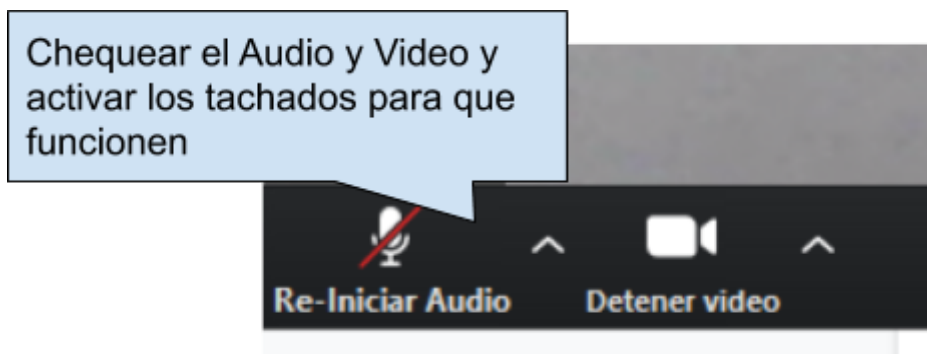 Chequear el Audio y Video y
activar los tachados para que
funcionen
Re-Iniciar Audio
Detener video